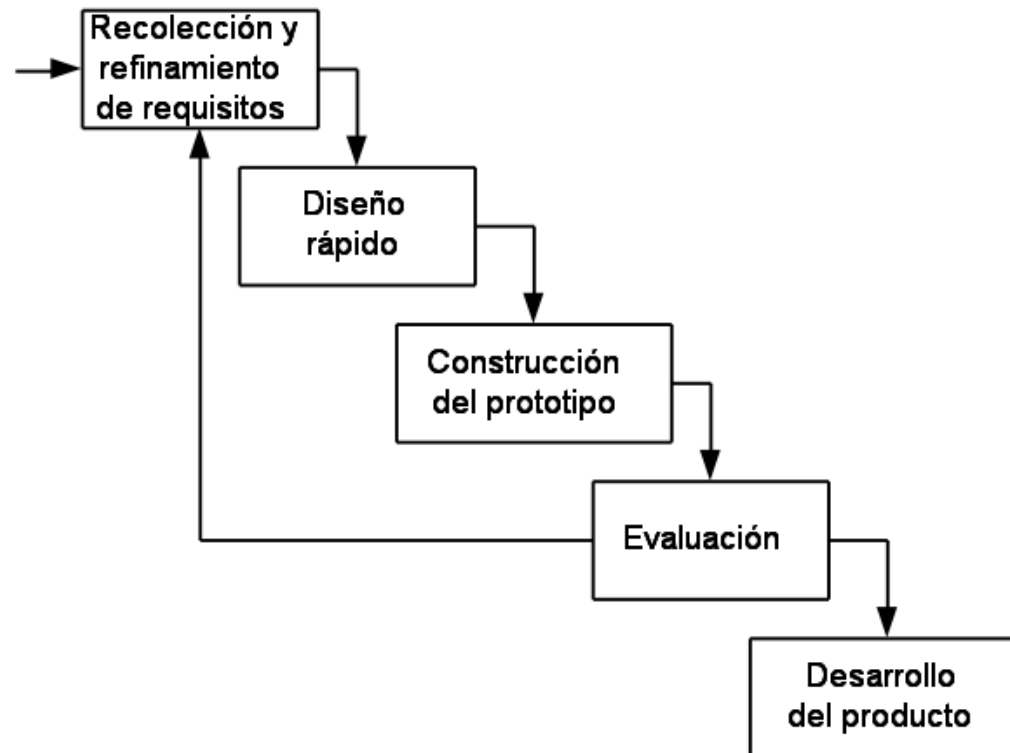 Recolección y
refinamiento
de requisitos
Diseño
rápido
Construcción
del prototipo
Evaluación
Desarrollo
del producto